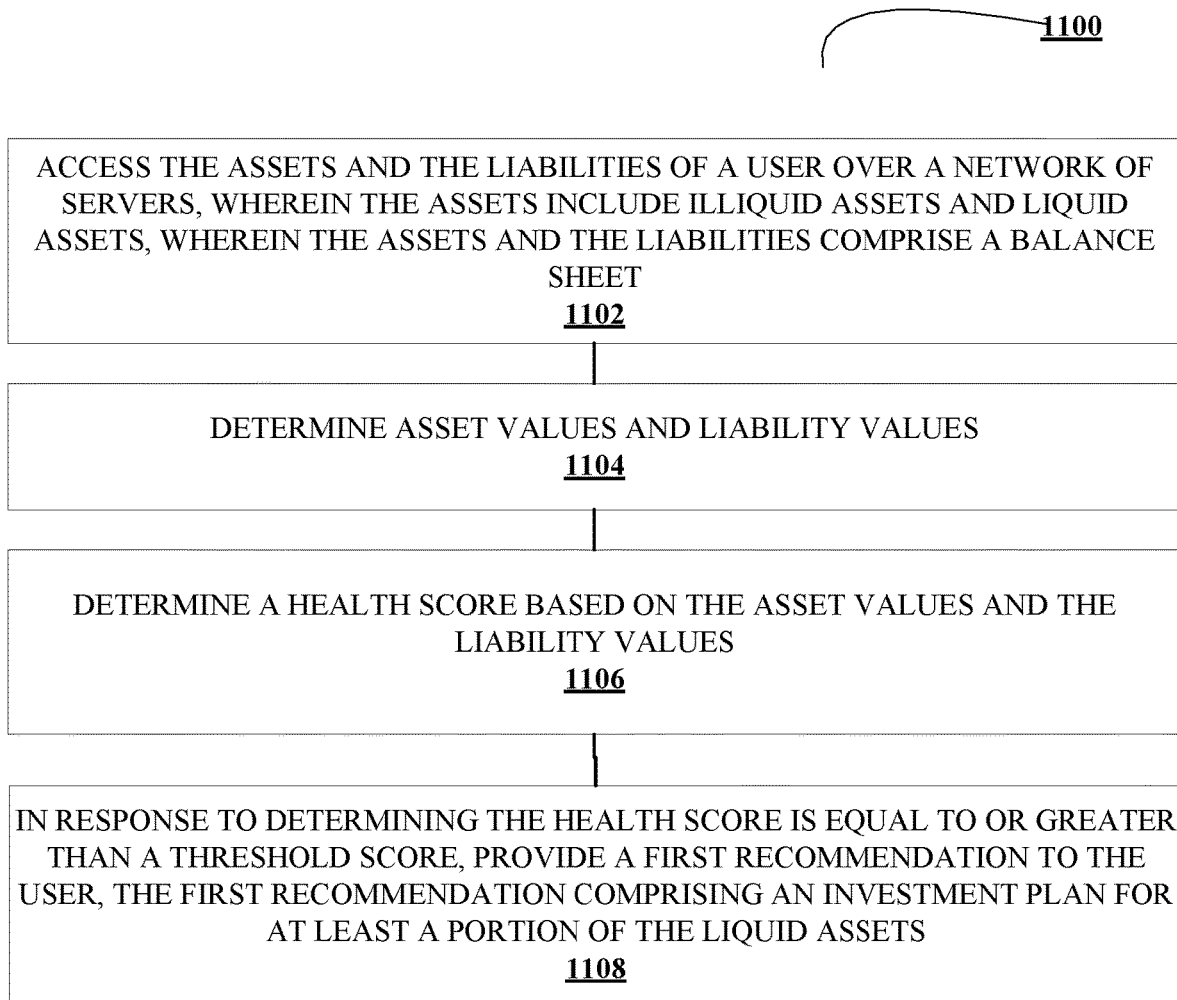 1100
ACCESS THE ASSETS AND THE LIABILITIES OF A USER OVER A NETWORK OF
SERVERS, WHEREIN THE ASSETS INCLUDE ILLIQUID ASSETS AND LIQUID
ASSETS, WHEREIN THE ASSETS AND THE LIABILITIES COMPRISE A BALANCE
SHEET
1102
DETERMINE ASSET VALUES AND LIABILITY VALUES
1104
DETERMINE A HEALTH SCORE BASED ON THE ASSET VALUES AND THE
LIABILITY VALUES
1106
IN RESPONSE TO DETERMINING THE HEALTH SCORE IS EQUAL TO OR GREATER
THAN A THRESHOLD SCORE, PROVIDE A FIRST RECOMMENDATION TO THE
USER, THE FIRST RECOMMENDATION COMPRISING AN INVESTMENT PLAN FOR
AT LEAST A PORTION OF THE LIQUID ASSETS
1108